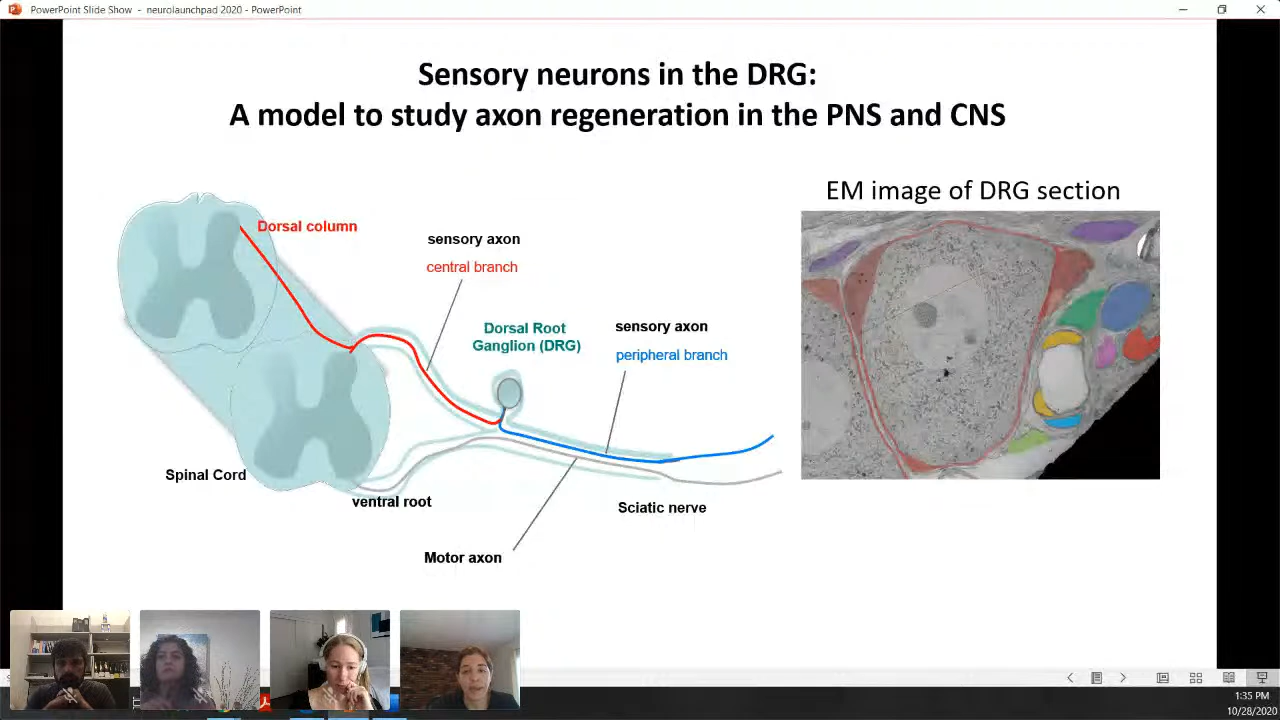 PowerPoint Slide Show - neurolaunchpad 2020 - PowerPoint
Sensory neurons in the DRG:
A model to study axon regeneration in the PNS and CNS
EM image of DRG section
Dorsal column
sensory axon
central branch
Dorsal Root
Ganglion (DRG)
sensory axon
peripheral branch
Spinal Cord
ventral root
Sciatic nerve
Motor axon
1:35 PM
10/28/2020